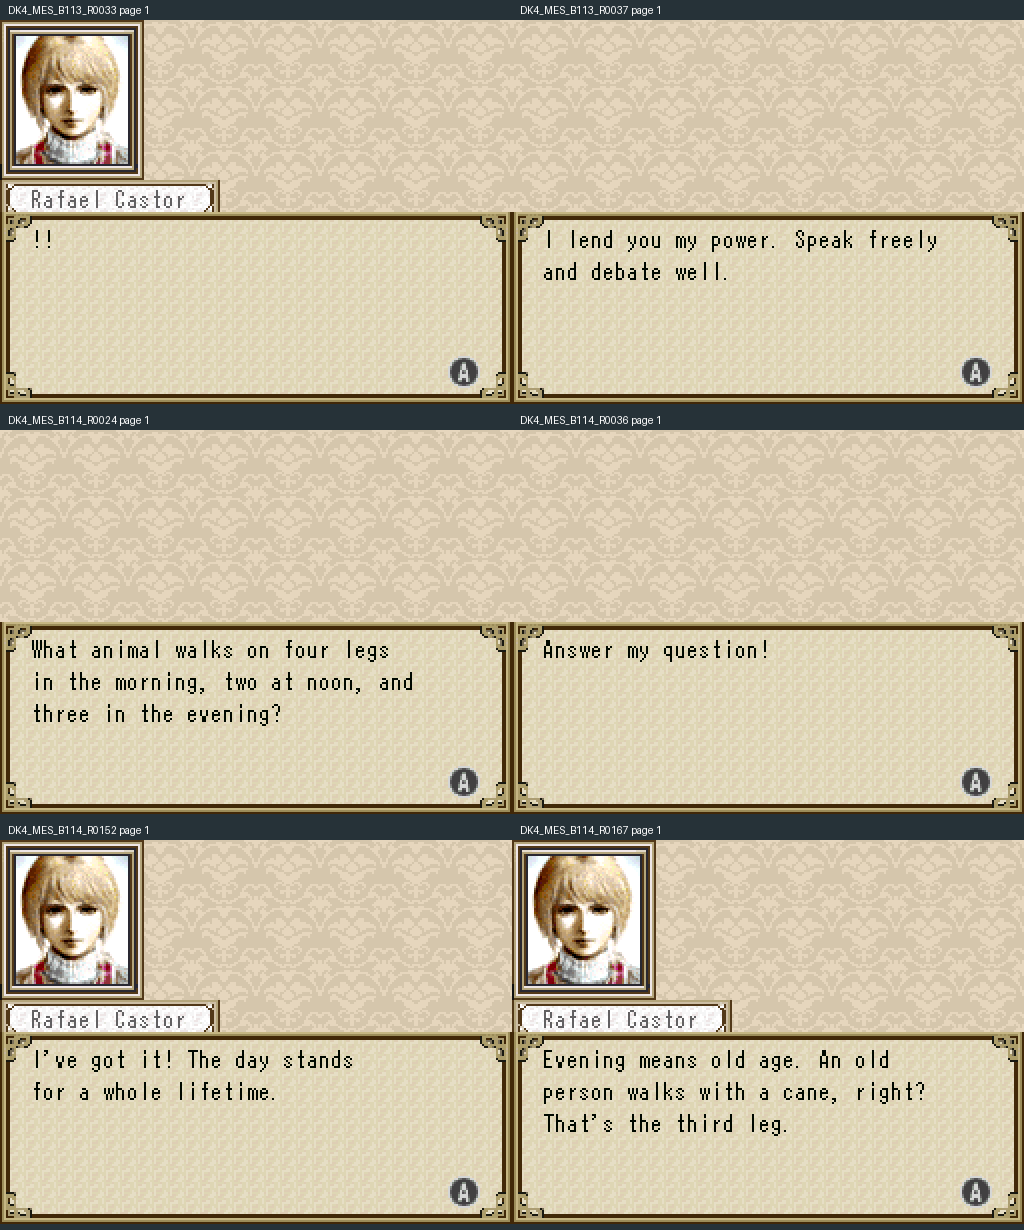 DK4_MES_B113_R0033 page 1
DK4_MES_B113_R0037 page 1
Rafael Castor
!!
A
I lend you my power. Speak freely
and debate well.
A
DK4_MES_B114_R0024 page 1
DK4_MES_B114_R0036 page 1
What animal walks on four legs
in the morning, two at noon, and
three in the evening?
A
Answer my question!
A
DK4_MES_B114_R0152 page 1
DK4_MES_B114_R0167 page 1
Rafael Castor
I've got it! The day stands
for a whole lifetime.
A
Rafael Castor
Evening means old age. An old
person walks with a cane, right?
That's the third leg.
A